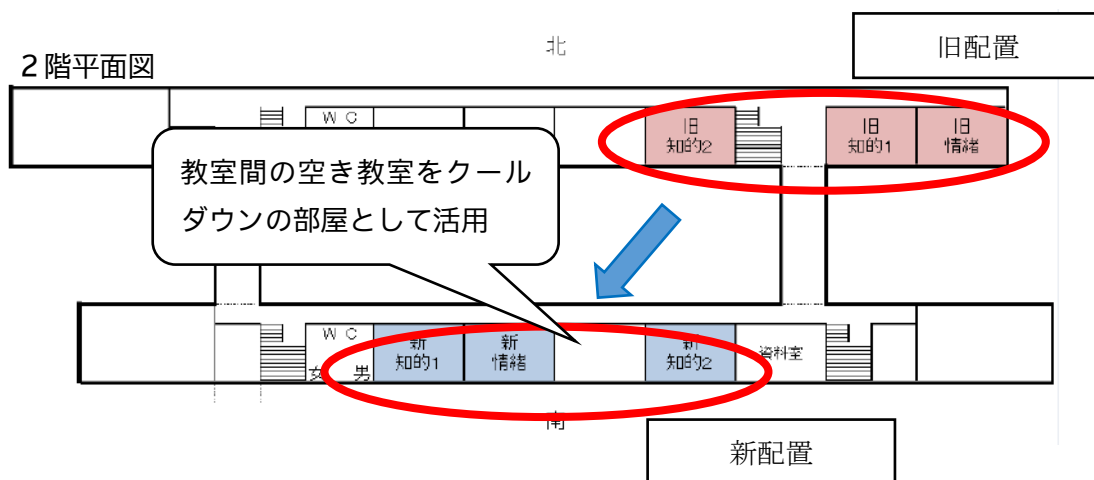 北
旧配置
2階平面図
WC
旧
知的2
旧
知的1
旧
情緒
教室間の空き教室をクール
ダウンの部屋として活用
WC
女 男
新
知的1
新
情緒
新
知的2
資料室
南
新配置